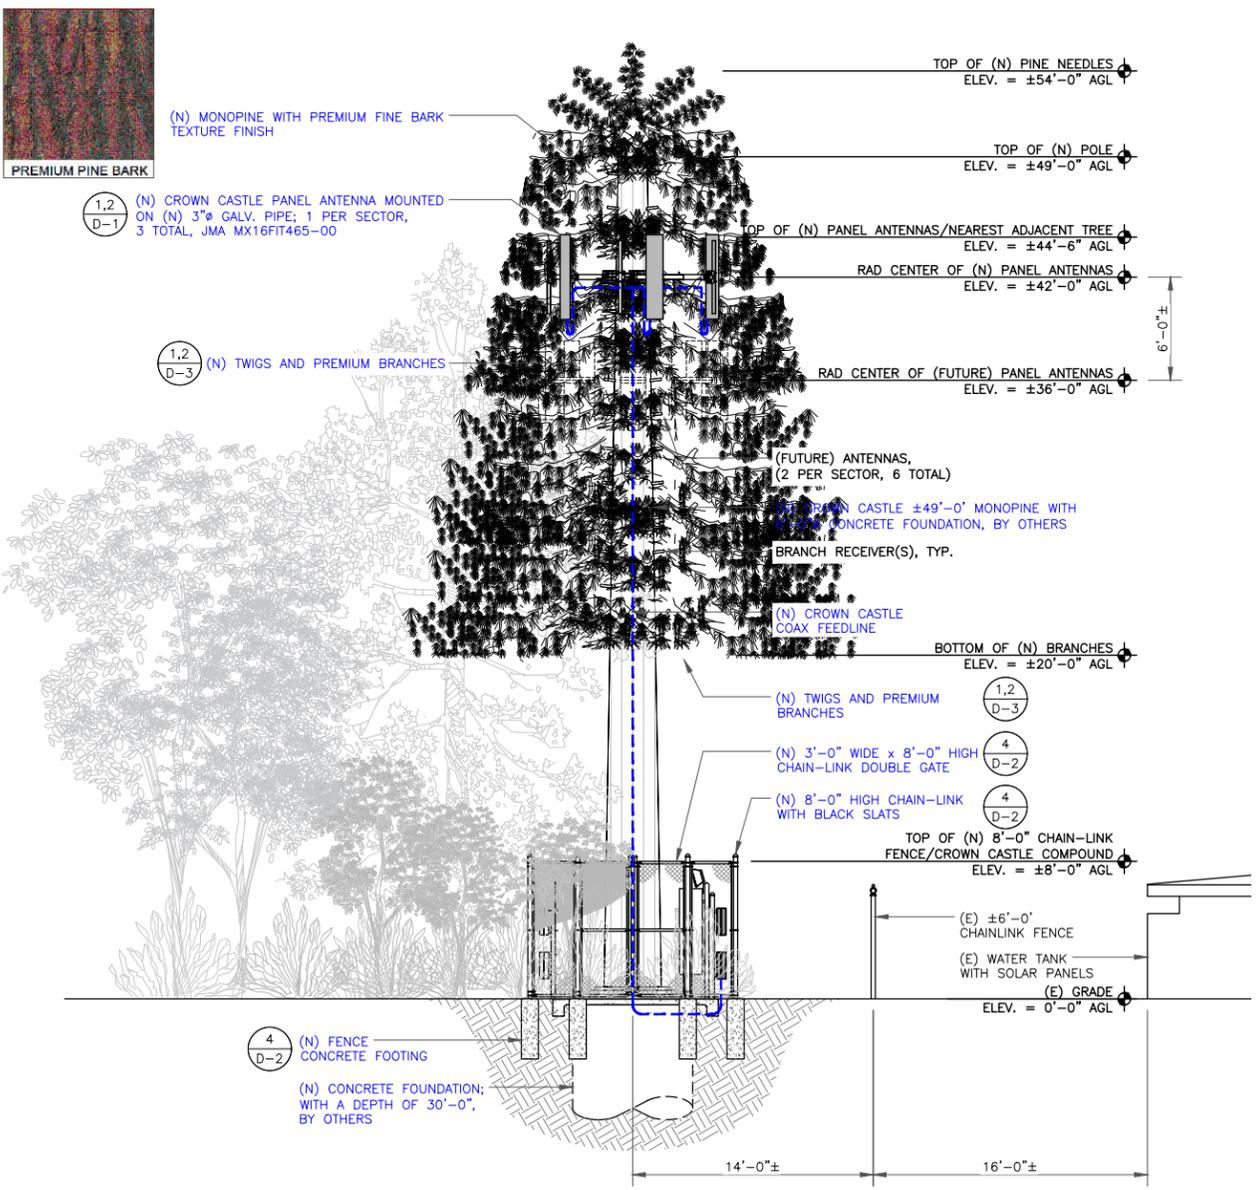 PREMIUM PINE BARK
(N) MONOPINE WITH PREMIUM FINE BARK
TEXTURE FINISH
1,2
D-1
(N) CROWN CASTLE PANEL ANTENNA MOUNTED
ON (N) 3"ø GALV. PIPE; 1 PER SECTOR,
3 TOTAL, JMA MX16FIT465-00
1,2
D-3
(N) TWIGS AND PREMIUM BRANCHES
TOP OF (N) PINE NEEDLES
ELEV. = ±54'-0" AGL
TOP OF (N) POLE
ELEV. = ±49'-0" AGL
OP OF (N) PANEL ANTENNAS/NEAREST ADJACENT TREE
ELEV. = ±44'-6" AGL
RAD CENTER OF (N) PANEL ANTENNAS
ELEV. = ±42'-0" AGL
6'-0"±
RAD CENTER OF (FUTURE) PANEL ANTENNAS
ELEV. = ±36'-0" AGL
(FUTURE) ANTENNAS,
(2 PER SECTOR, 6 TOTAL)
CROWN CASTLE ±49'-0' MONOPINE WITH
CONCRETE FOUNDATION, BY OTHERS
BRANCH RECEIVER(S), TYP.
(N) CROWN CASTLE
COAX FEEDLINE
BOTTOM OF (N) BRANCHES
ELEV. = ±20'-0" AGL
(N) TWIGS AND PREMIUM
BRANCHES
1,2
D-3
(N) 3'-0" WIDE x 8'-0" HIGH
CHAIN-LINK DOUBLE GATE
4
D-2
(N) 8'-0" HIGH CHAIN-LINK
WITH BLACK SLATS
4
D-2
TOP OF (N) 8'-0" CHAIN-LINK
FENCE/CROWN CASTLE COMPOUND
ELEV. = ±8'-0" AGL
(E) ±6'-0'
CHAINLINK FENCE
(E) WATER TANK
WITH SOLAR PANELS
(E) GRADE
ELEV. = 0'-0" AGL
4
D-2
(N) FENCE
CONCRETE FOOTING
(N) CONCRETE FOUNDATION;
WITH A DEPTH OF 30'-0",
BY OTHERS
14'-0"±
16'-0"±